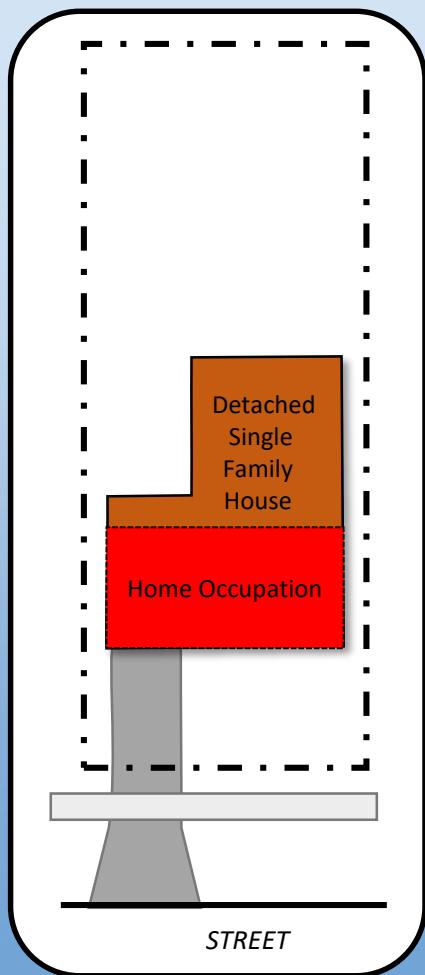 Detached
Single
Family
House
Home Occupation
STREET